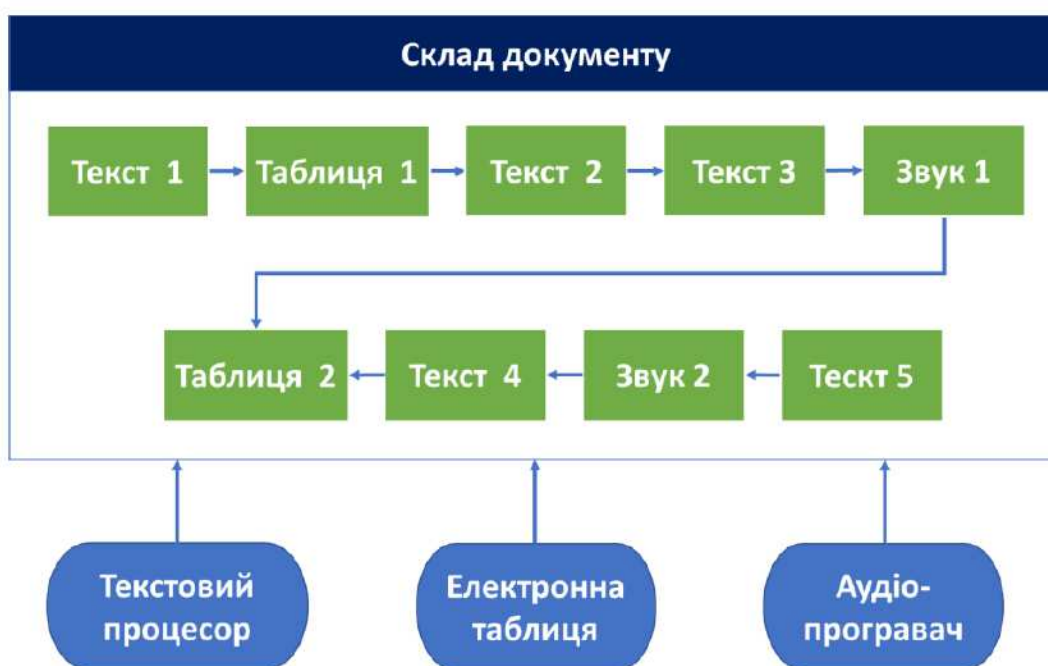 Склад документу
Текст 1
Таблиця 1
Текст 2
Текст 3
Звук 1
Таблиця 2
Текст 4
Звук 2
Тескт 5
Текстовий
процесор
Електронна
таблиця
Аудіо-
програвач